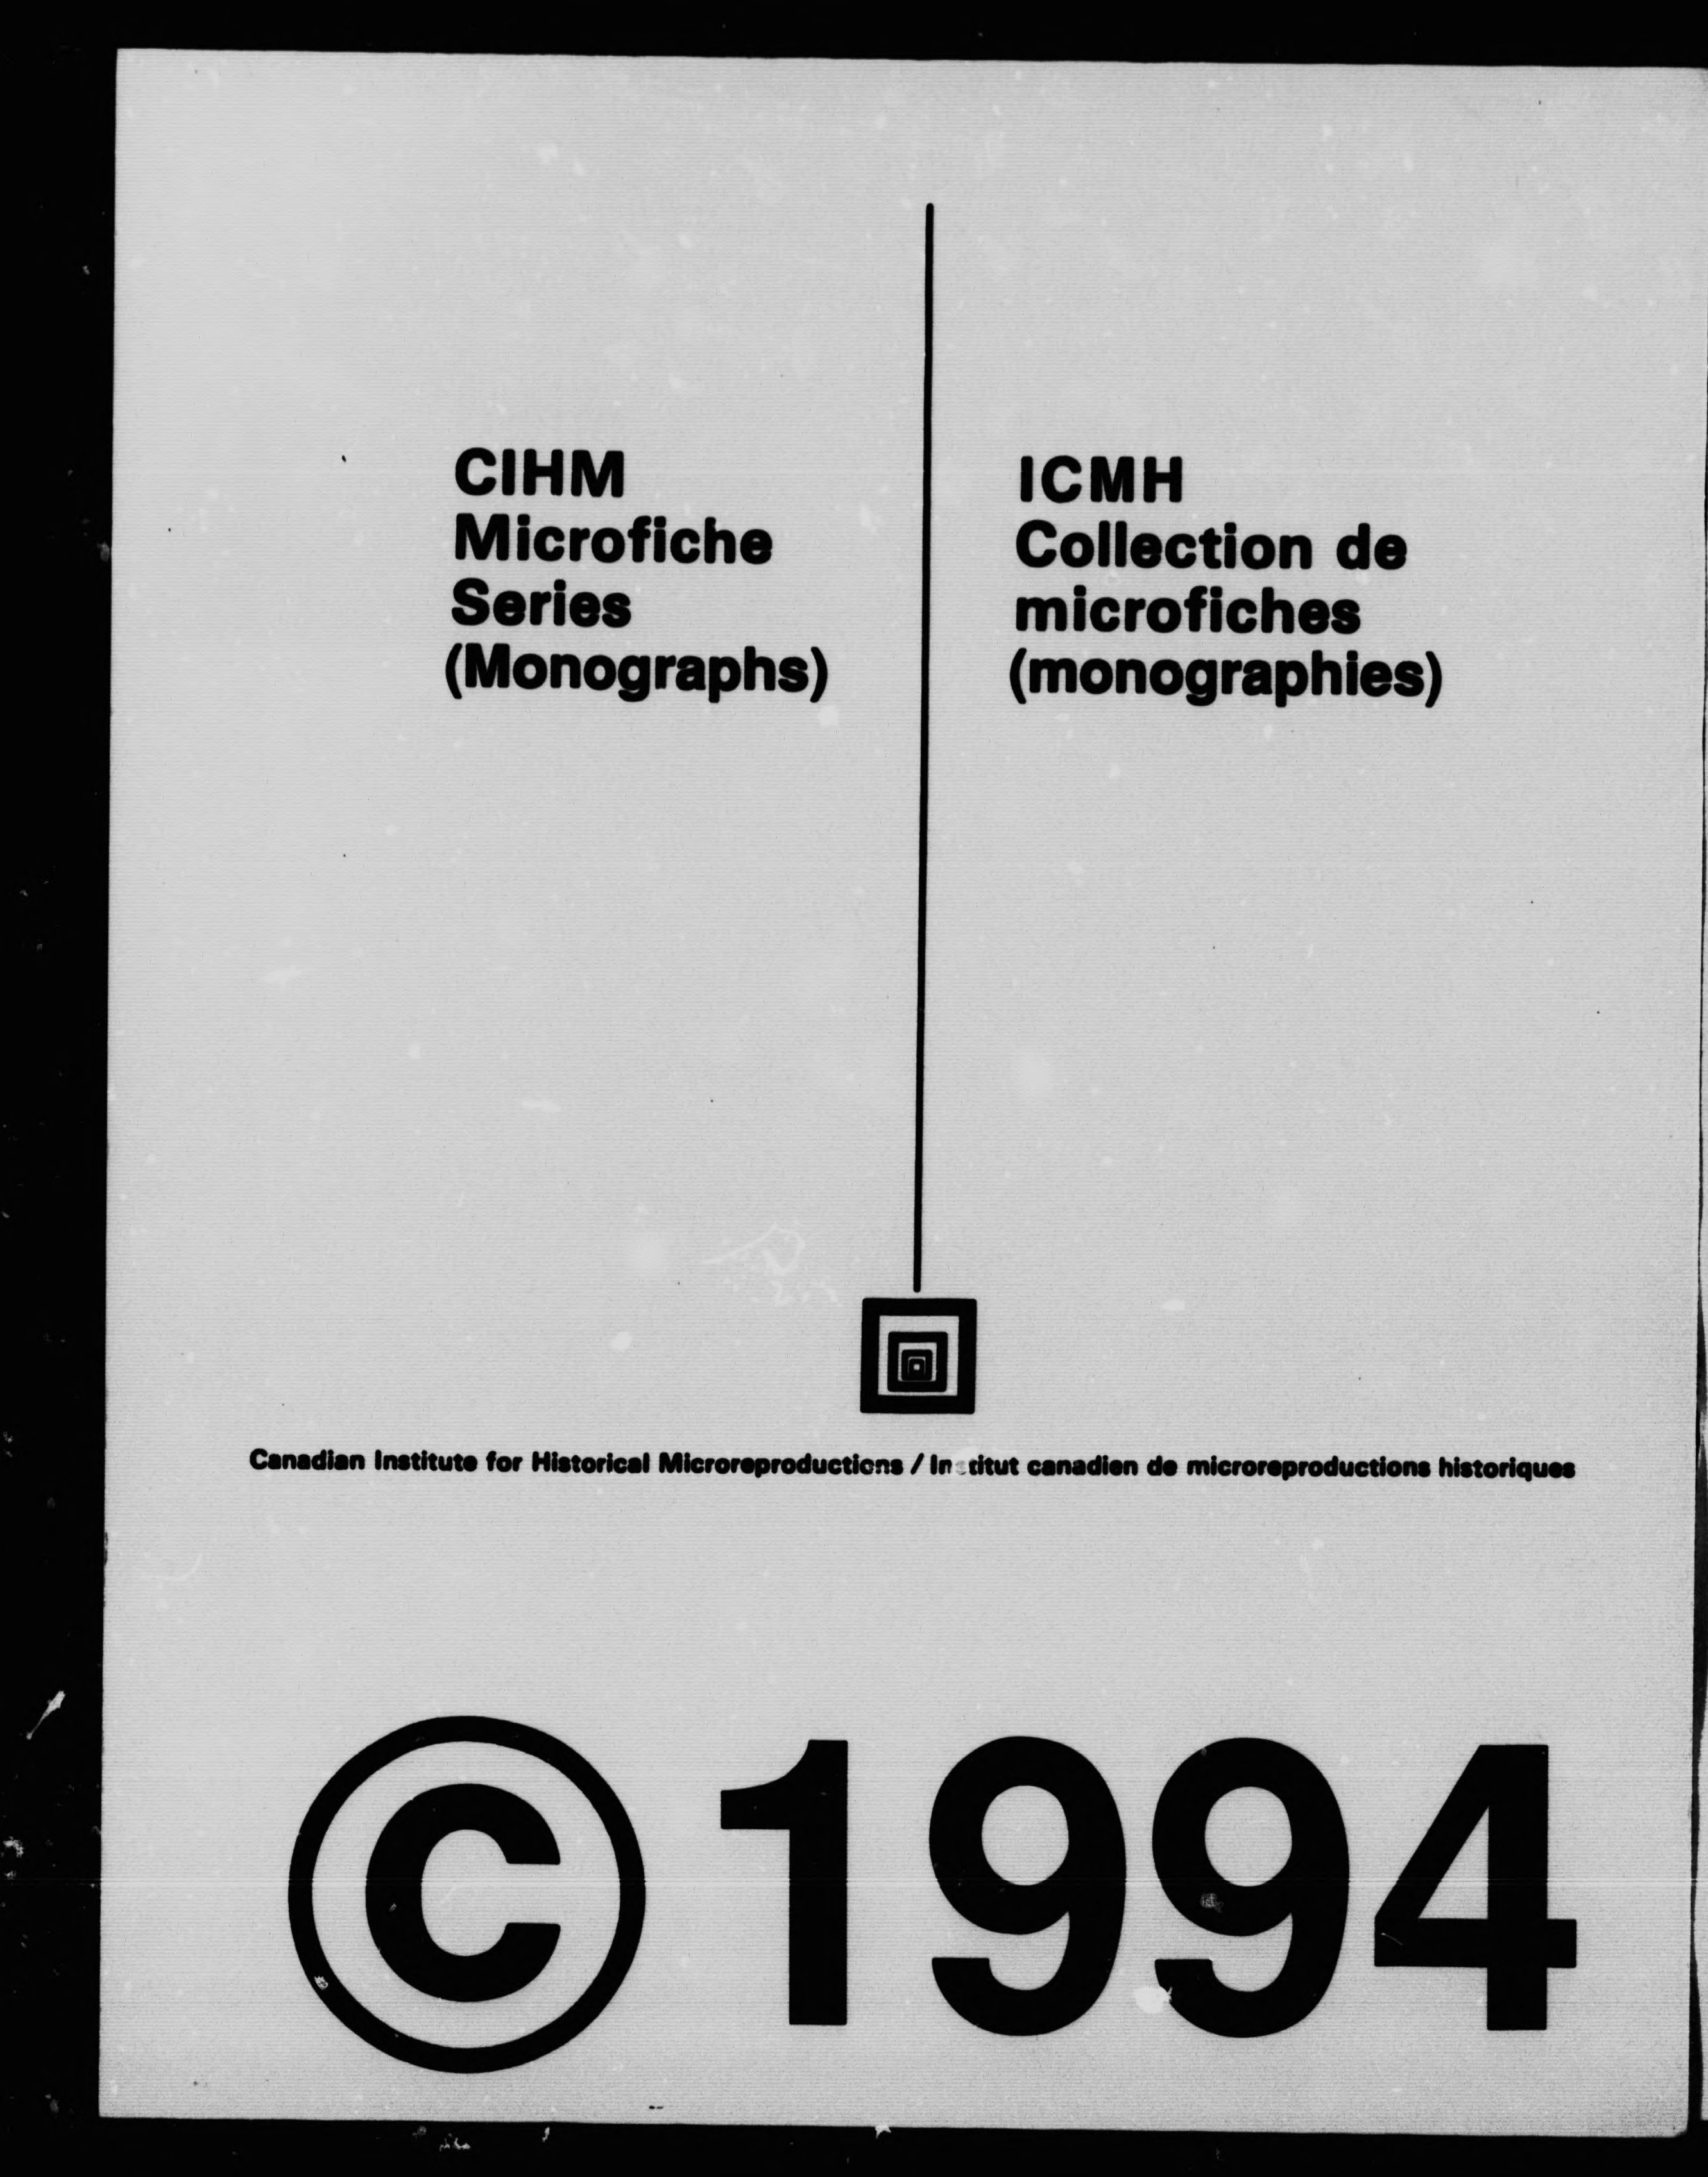 CIHM
Microfiche
Series
(Monographs)
ICMH
Collection de
microfiches
(monographies)
Canadian Institute for Historical Microreproductions / Institut canadien de microreproductions historiques
©1994